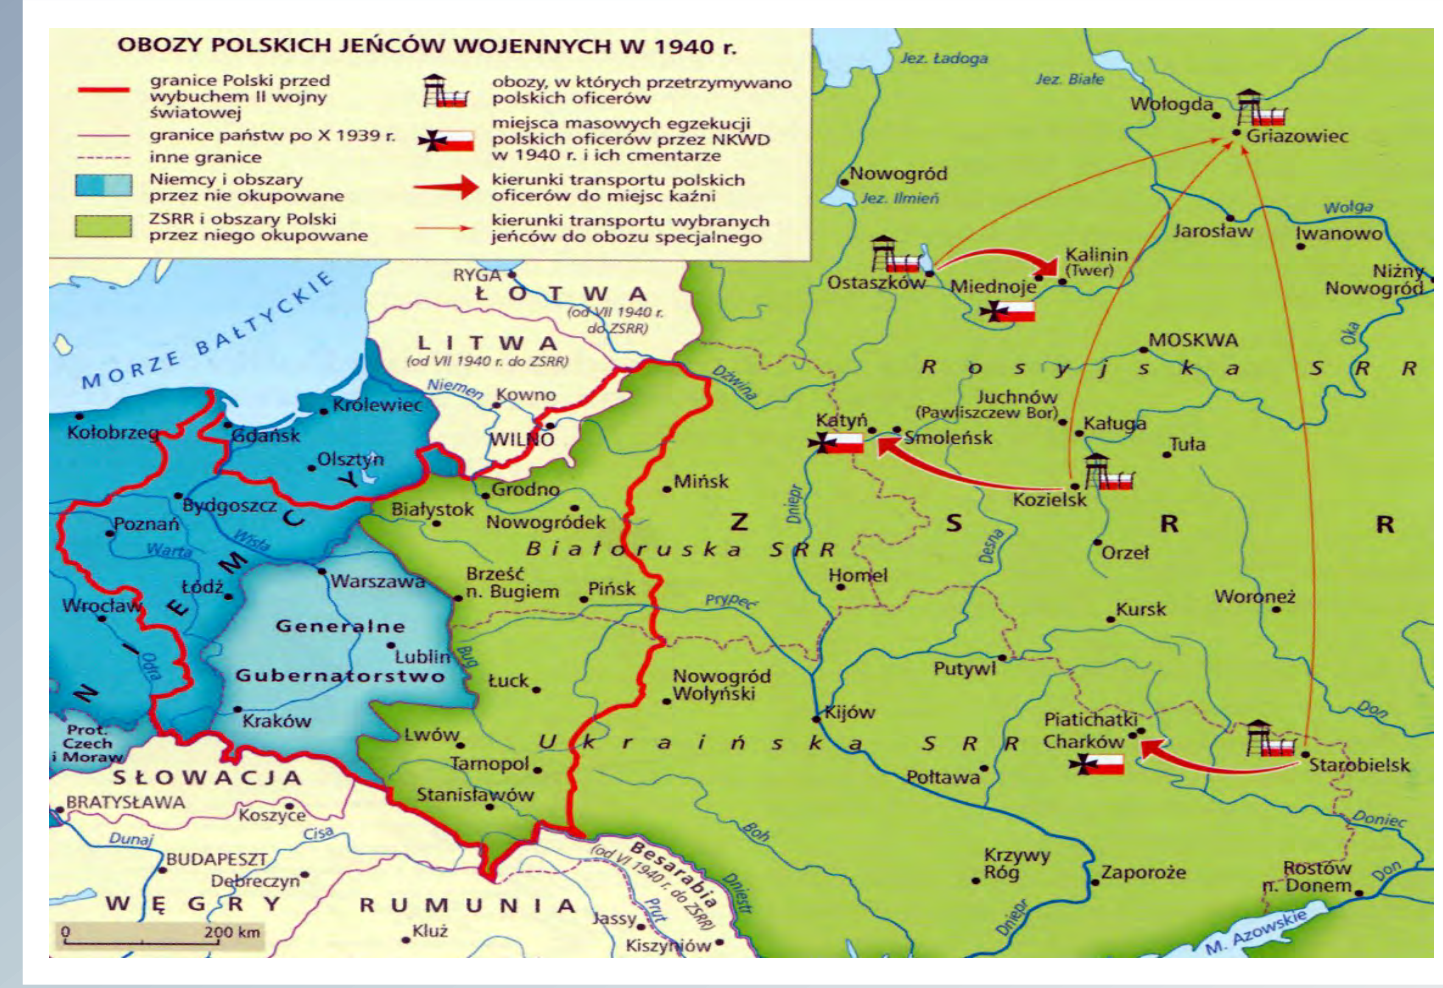 OBOZY POLSKICH JEŃCÓW WOJENNYCH W 1940 r.
granice Polski przed
wybuchem II wojny
światowej
granice państw po X 1939 r.
inne granice
Niemcy i obszary
przez nie okupowane
ZSRR i obszary Polski
przez niego okupowane
obozy, w których przetrzymywano
polskich oficerów
miejsca masowych egzekucji
polskich oficerów przez NKWD
w 1940 r. i ich cmentarze
kierunki transportu polskich
oficerów do miejsc kaźni
kierunki transportu wybranych
jeńców do obozu specjalnego
Jez. Ładoga
Jez. Białe
Wołogda
Griazowiec
Nowogród
Jez. Ilmień
Wołga
Jarosław
Iwanowo
Niżny
Nowogród
Ostaszków
Miednoje
Kalinin
(Twer)
Oka
MOSKWA
Rosyjska SRR
RYGA
ŁOTWA
(od VII 1940 r.
do ZSRR)
LITWA
(od VII 1940 r. do ZSRR)
MORZE BAŁTYCKIE
Niemen
Kowno
WILNO
Dźwina
Królewiec
Kołobrzeg
Gdańsk
Olsztyn
Juchnów
(Pawliszczew Bor)
Kaługa
Tuła
Katyń
Smoleńsk
Kozielsk
Mińsk
Grodno
Białystok
Nowogródek
Bydgoszcz
Poznań
Warta
Wisła
Dniepr
ZSRR
Desna
Orzeł
Białoruska SRR
NIEMCY
Łódź
Warszawa
Brześć
n. Bugiem
Pińsk
Prypeć
Homel
Kursk
Woroneż
Wrocław
Odra
Generalne
Gubernatorstwo
Lublin
Bug
Łuck
Nowogród
Wołyński
Putywl
Kraków
Kijów
Don
Prot.
Czech
i Moraw
Lwów
Ukraińska SRR
Piatichatki
Charków
Starobielsk
Tarnopol
Połtawa
SŁOWACJA
BRATYSŁAWA
Koszyce
Stanisławów
Doniec
Dunaj
Cisa
BUDAPESZT
Debreczyn
Boh
Besarabia
(od VI 1940 r. do ZSRR)
Dniestr
Krzywy
Róg
Zaporoże
Rostów
n. Donem
Don
WĘGRY
RUMUNIA
Kluż
Jassy
Prut
Kiszyniów
Dniepr
M. Azowskie
0
200 km